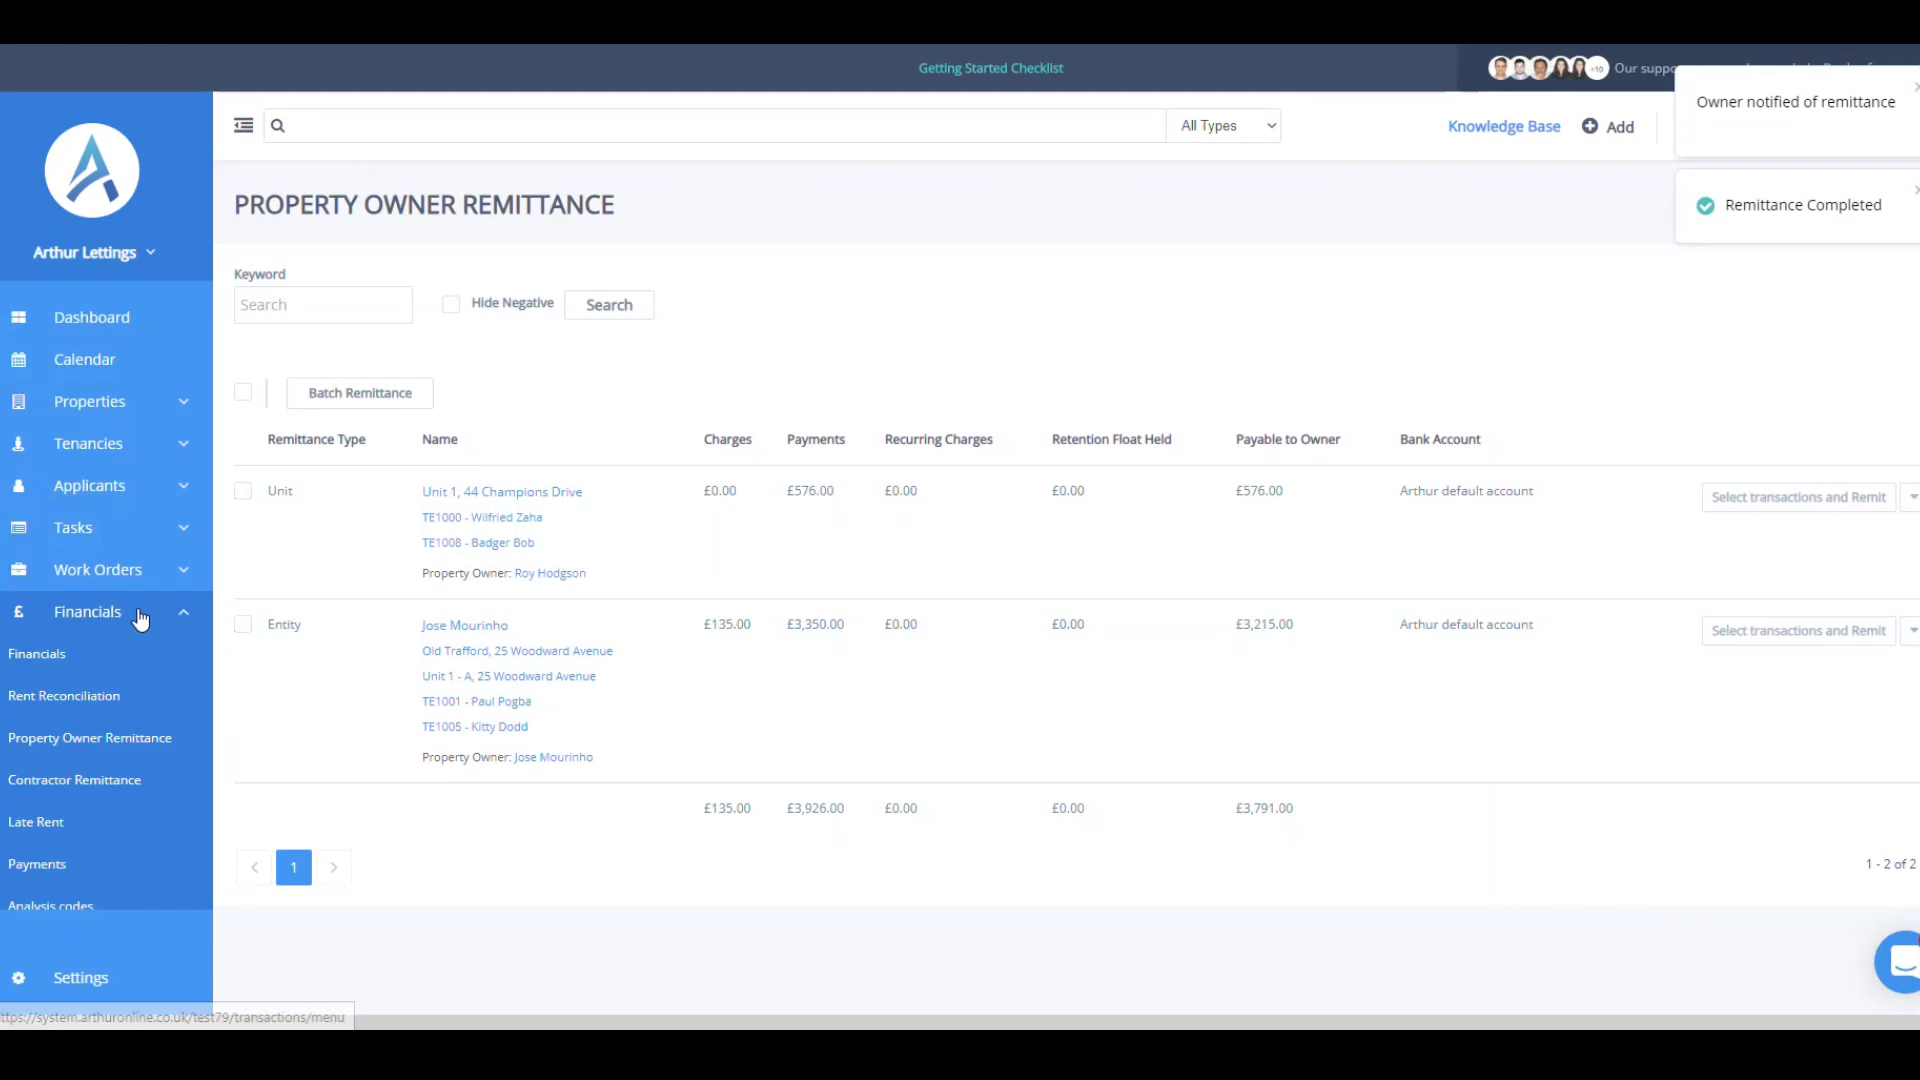 Getting Started Checklist
+10 Our suppo
Owner notified of remittance
Remittance Completed
All Types
Knowledge Base
Add
Arthur Lettings
PROPERTY OWNER REMITTANCE
Keyword
Search
Hide Negative
Search
Batch Remittance
Dashboard
Calendar
Properties
Tenancies
Applicants
Tasks
Work Orders
£ Financials
Financials
Rent Reconciliation
Property Owner Remittance
Contractor Remittance
Late Rent
Payments
Analysis codes
Settings
Remittance Type Name Charges Payments Recurring Charges Retention Float Held Payable to Owner Bank Account
Unit Unit 1, 44 Champions Drive £0.00 £576.00 £0.00 £0.00 £576.00 Arthur default account Select transactions and Remit
TE1000 - Wilfried Zaha
TE1008 - Badger Bob
Property Owner: Roy Hodgson
Entity Jose Mourinho £135.00 £3,350.00 £0.00 £0.00 £3,215.00 Arthur default account Select transactions and Remit
Old Trafford, 25 Woodward Avenue
Unit 1 - A, 25 Woodward Avenue
TE1001 - Paul Pogba
TE1005 - Kitty Dodd
Property Owner: Jose Mourinho
£135.00 £3,926.00 £0.00 £0.00 £3,791.00
1
1 - 2 of 2
ttps://system.arthuronline.co.uk/test79/transactions/menu